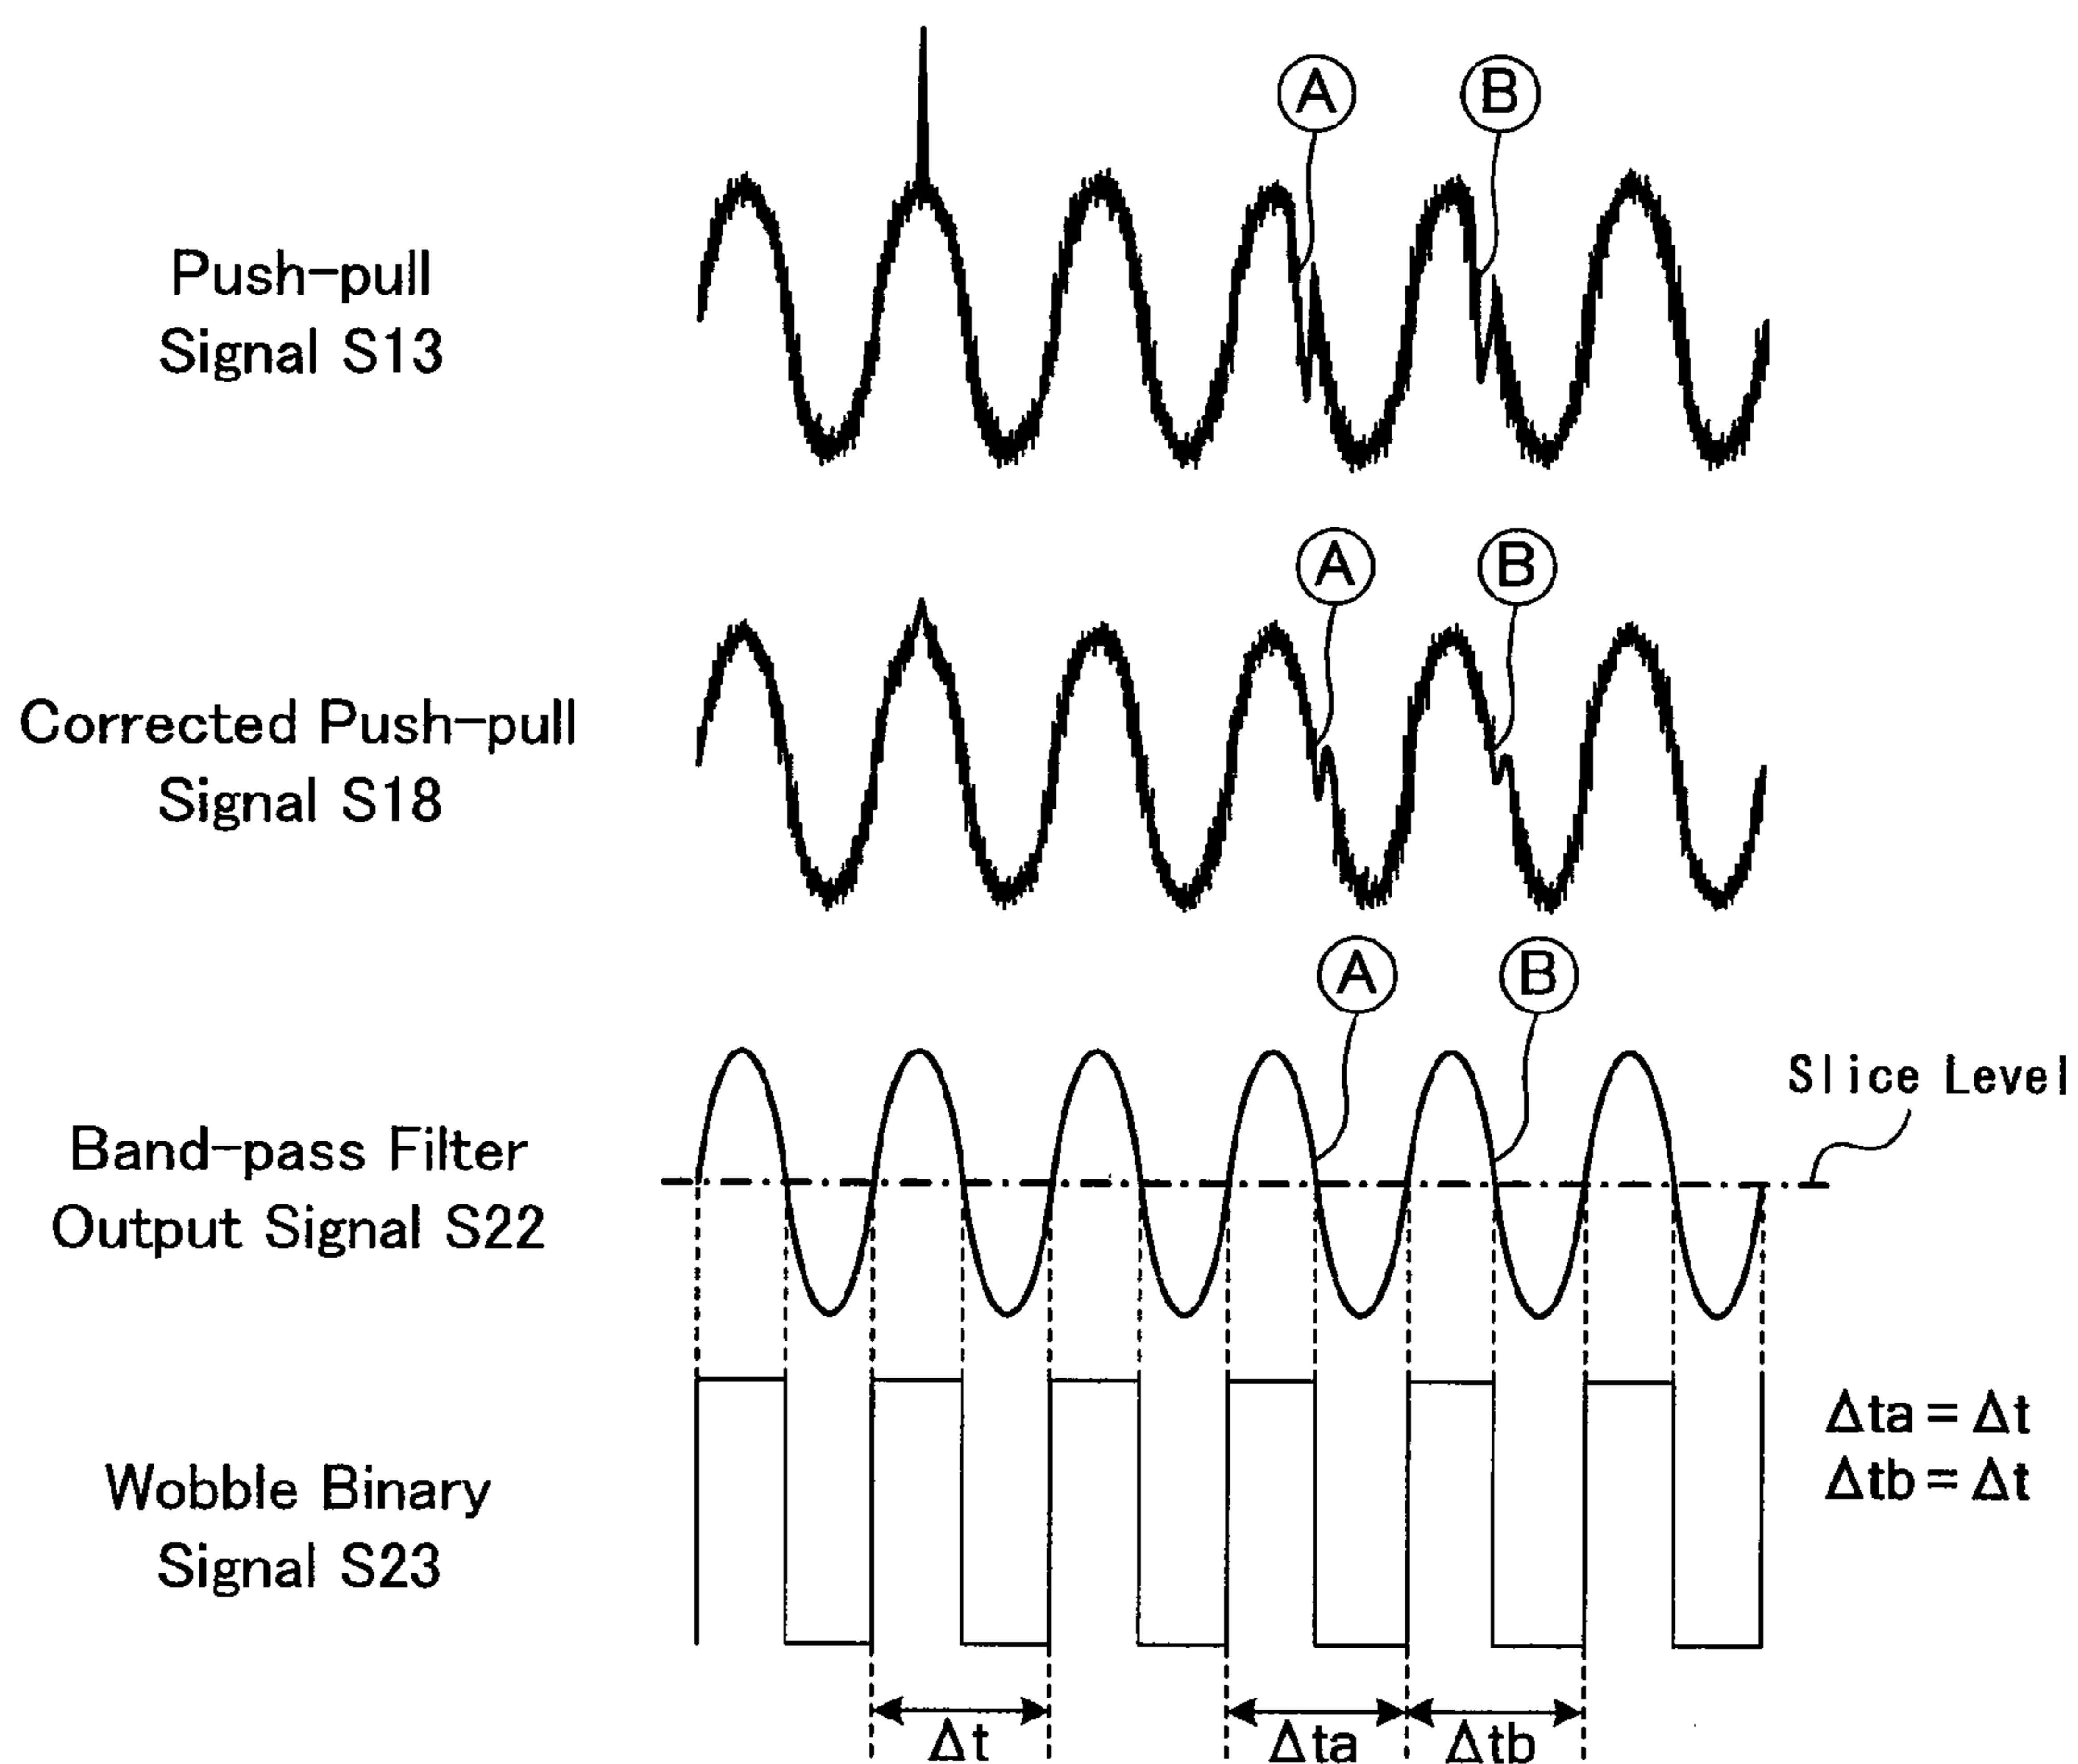 A
B
Push-pull
Signal S13
A
B
Corrected Push-pull
Signal S18
A
B
Slice Level
Band-pass Filter
Output Signal S22
Δta = Δt
Δtb = Δt
Wobble Binary
Signal S23
Δt
Δta
Δtb